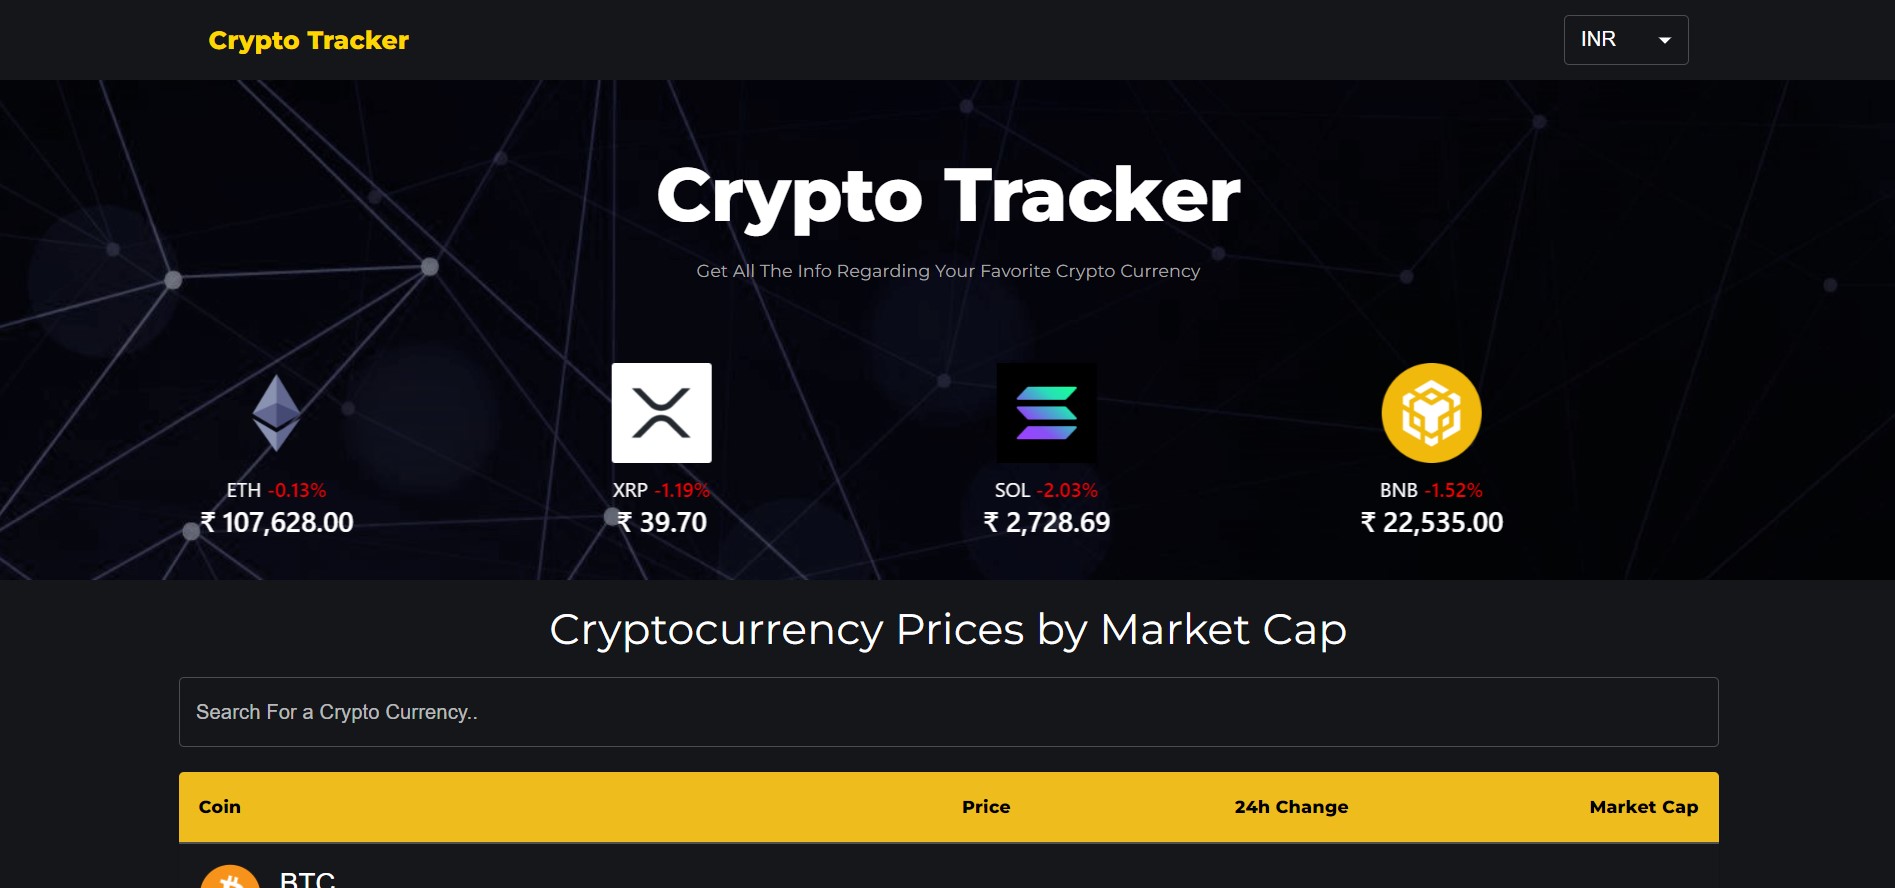 Crypto Tracker
INR
Crypto Tracker
Get All The Info Regarding Your Favorite Crypto Currency
ETH -0.13%
₹ 107,628.00
XRP -1.19%
₹ 39.70
SOL -2.03%
₹ 2,728.69
BNB -1.52%
₹ 22,535.00
Cryptocurrency Prices by Market Cap
Search For a Crypto Currency..
Coin Price 24h Change Market Cap
BTC